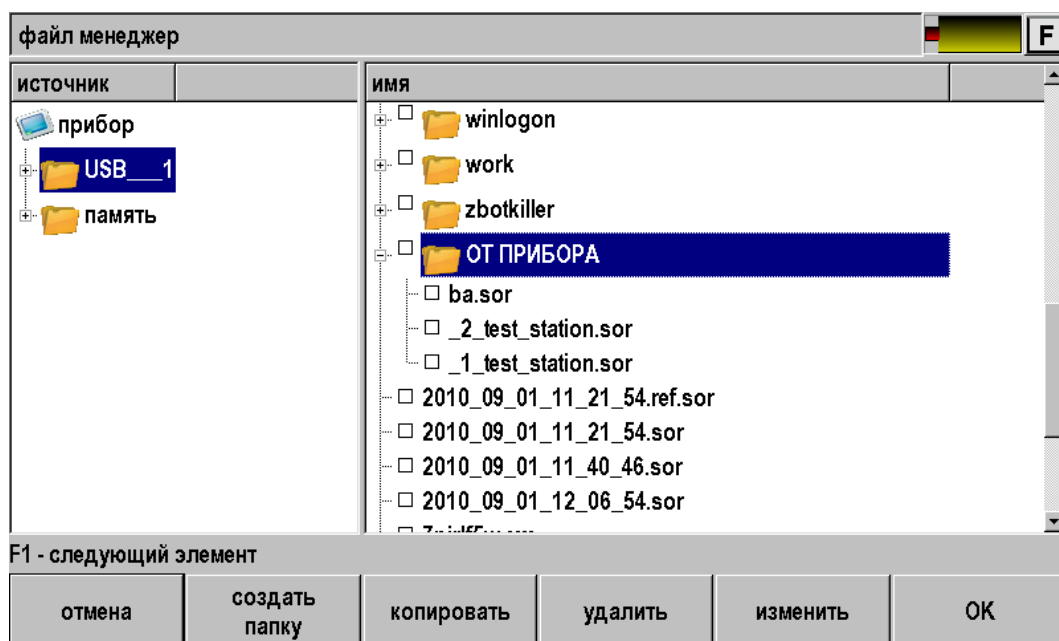 файл менеджер
F
источник
имя
прибор
USB___1
память
winlogon
work
zbotkiller
ОТ ПРИБОРА
ba.sor
_2_test_station.sor
_1_test_station.sor
2010_09_01_11_21_54.ref.sor
2010_09_01_11_21_54.sor
2010_09_01_11_40_46.sor
2010_09_01_12_06_54.sor
F1 - следующий элемент
отмена
создать
папку
копировать
удалить
изменить
OK